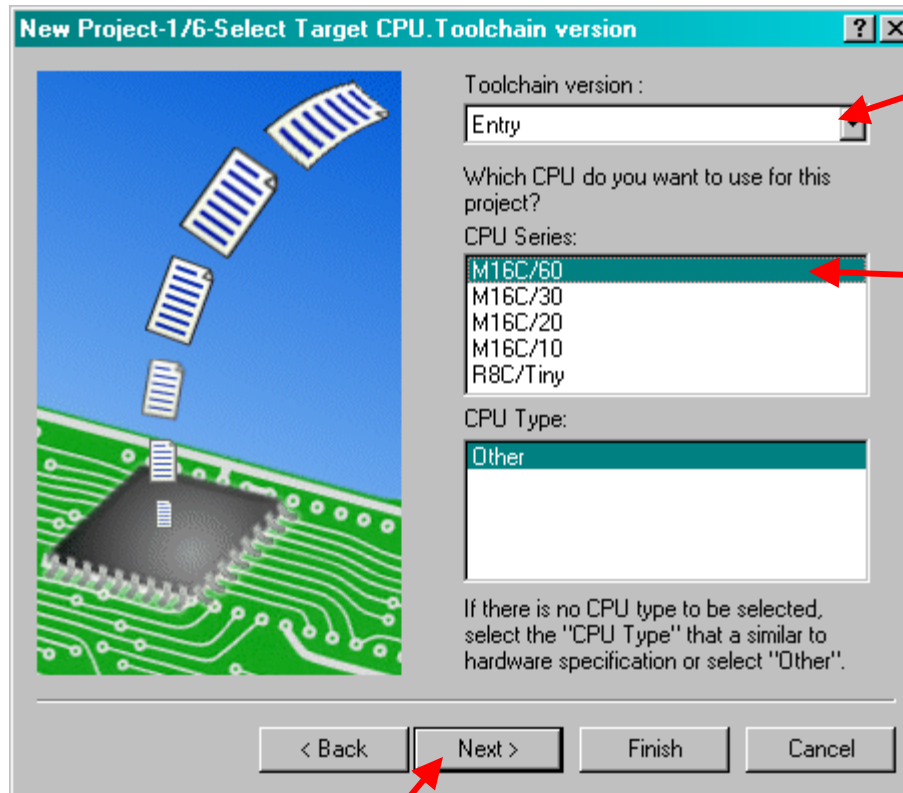 New Project-1/6-Select Target CPU.Toolchain version
Toolchain version :
Entry
Which CPU do you want to use for this
project?
CPU Series:
M16C/60
M16C/30
M16C/20
M16C/10
R8C/Tiny
CPU Type:
Other
If there is no CPU type to be selected,
select the "CPU Type" that a similar to
hardware specification or select "Other".
< Back
Next >
Finish
Cancel